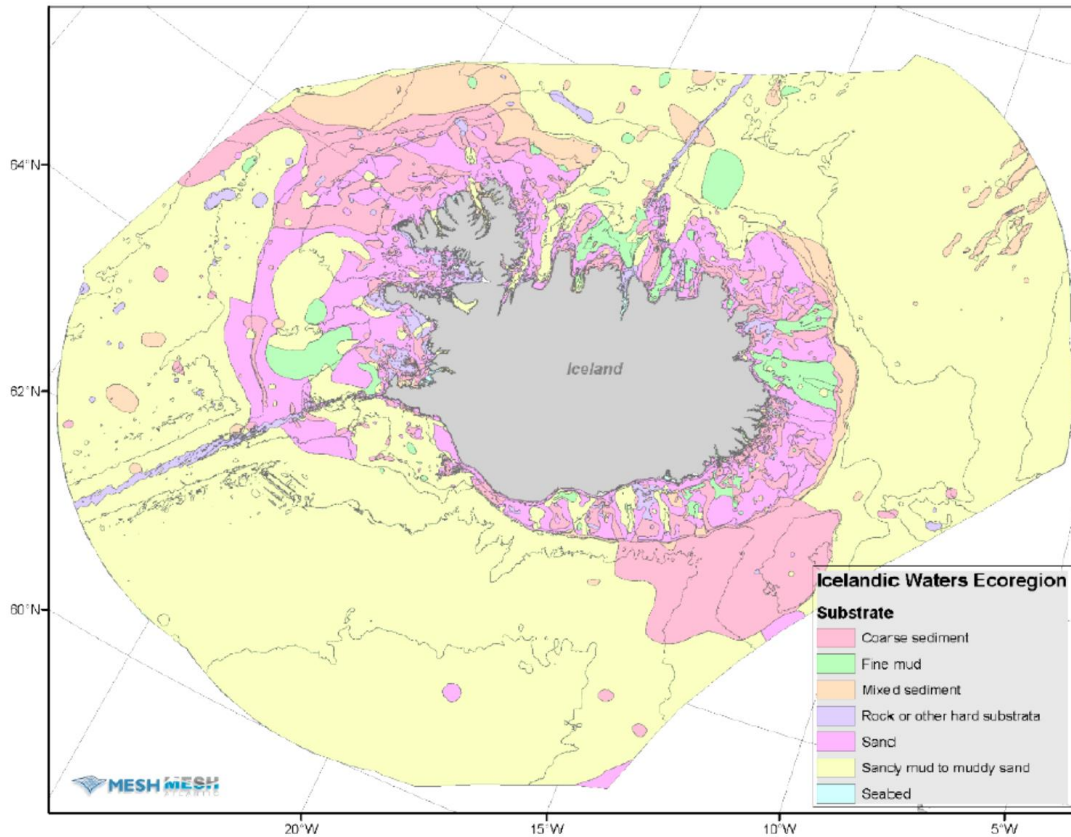 64°N
62°N
60°N
Iceland
Icelandic Waters Ecoregion
Substrate
Coarse sediment
Fine mud
Mixed sediment
Rock or other hard substrata
Sand
Sandy mud to muddy sand
Seabed
MESH MESH
20°W 15°W 10°W 5°W